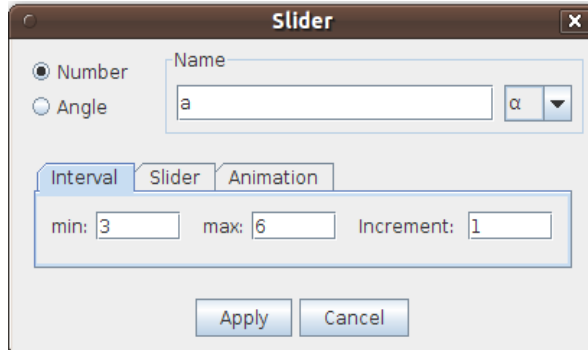 Slider
Number
Angle
Name
a
α
Interval Slider Animation
min: 3 max: 6 Increment: 1
Apply Cancel